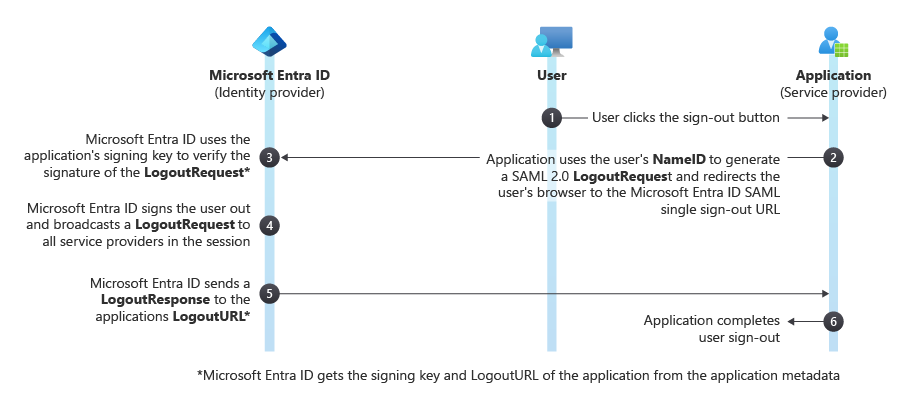 Microsoft Entra ID
(Identity provider)
User
Application
(Service provider)
1
User clicks the sign-out button
2
Application uses the user's NameID to generate
a SAML 2.0 LogoutRequest and redirects the
user's browser to the Microsoft Entra ID SAML
single sign-out URL
Microsoft Entra ID uses the
application's signing key to verify the
signature of the LogoutRequest*
3
Microsoft Entra ID signs the user out
and broadcasts a LogoutRequest to
all service providers in the session
4
Microsoft Entra ID sends a
LogoutResponse to the
applications LogoutURL*
5
Application completes
user sign-out
6
*Microsoft Entra ID gets the signing key and LogoutURL of the application from the application metadata